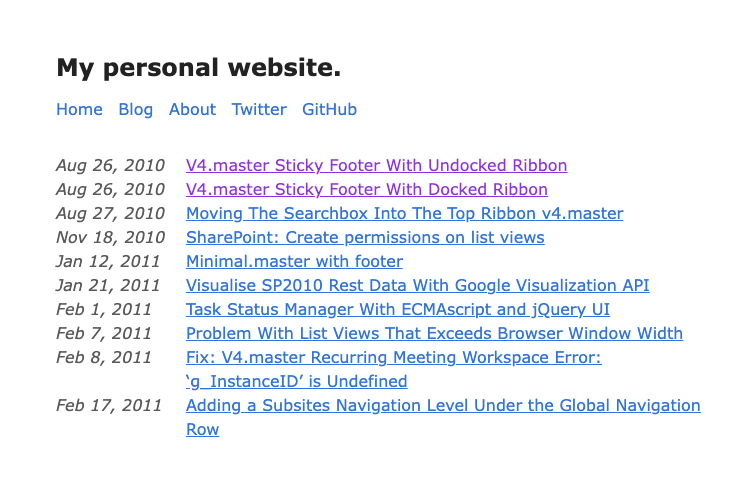 My personal website.
Home Blog About Twitter GitHub
Aug 26, 2010 V4.master Sticky Footer With Undocked Ribbon
Aug 26, 2010 V4.master Sticky Footer With Docked Ribbon
Aug 27, 2010 Moving The Searchbox Into The Top Ribbon v4.master
Nov 18, 2010 SharePoint: Create permissions on list views
Jan 12, 2011 Minimal.master with footer
Jan 21, 2011 Visualise SP2010 Rest Data With Google Visualization API
Feb 1, 2011 Task Status Manager With ECMAscript and jQuery UI
Feb 7, 2011 Problem With List Views That Exceeds Browser Window Width
Feb 8, 2011 Fix: V4.master Recurring Meeting Workspace Error:
‘g_InstanceID’ is Undefined
Feb 17, 2011 Adding a Subsites Navigation Level Under the Global Navigation
Row